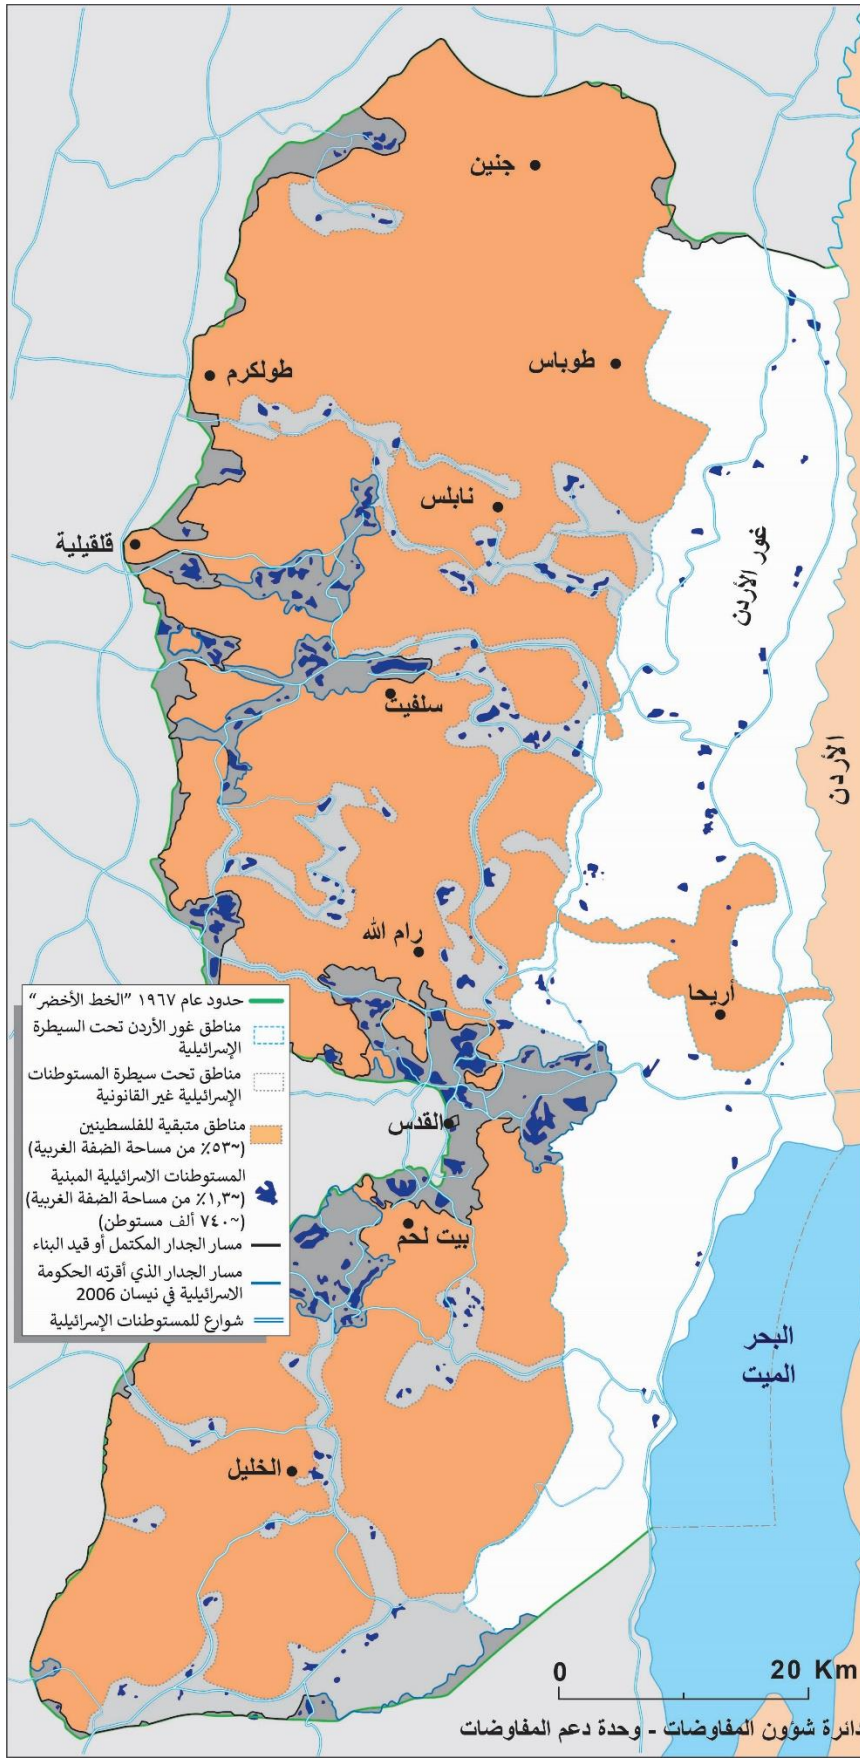 جنين
طوباس
طولكرم
نابلس
قلقيلية
غور الأردن
سلفيت
الأردن
رام الله
أريحا
القدس
بيت لحم
حدود عام ١٩٦٧ "الخط الأخضر"
مناطق غور الأردن تحت السيطرة
الإسرائيلية
مناطق تحت سيطرة المستوطنات
الإسرائيلية غير القانونية
مناطق متبقية للفلسطينين
(~٥٣٪ من مساحة الضفة الغربية)
المستوطنات الاسرائيلية المبنية
(~١,٣٪ من مساحة الضفة الغربية)
(~٧٤٠ ألف مستوطن)
مسار الجدار المكتمل أو قيد البناء
مسار الجدار الذي أقرته الحكومة
الاسرائيلية في نيسان 2006
شوارع للمستوطنات الإسرائيلية
البحر
الميت
الخليل
0 20 Km
دائرة شؤون المفاوضات - وحدة دعم المفاوضات